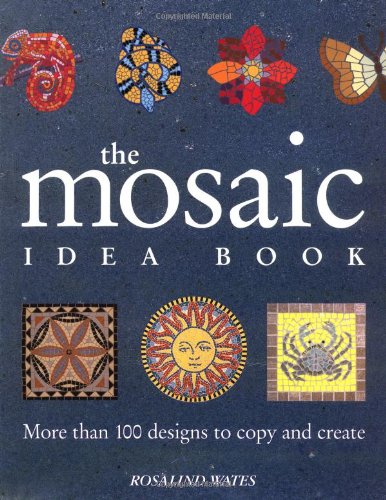 the
mosaic
IDEA BOOK
More than 100 designs to copy and create
ROSALIND WATES